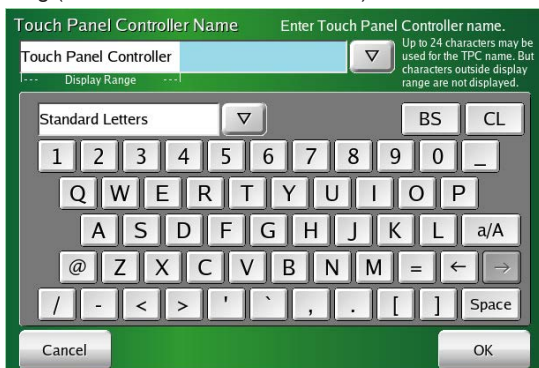 Touch Panel Controller Name
Enter Touch Panel Controller name.
Touch Panel Controller
Up to 24 characters may be
used for the TPC name. But
characters outside display
range are not displayed.
|--- Display Range ---|
Standard Letters
BS CL
1 2 3 4 5 6 7 8 9 0 _
Q W E R T Y U I O P
A S D F G H J K L a/A
@ Z X C V B N M = ← →
/ - < > ' ` , . [ ] Space
Cancel OK